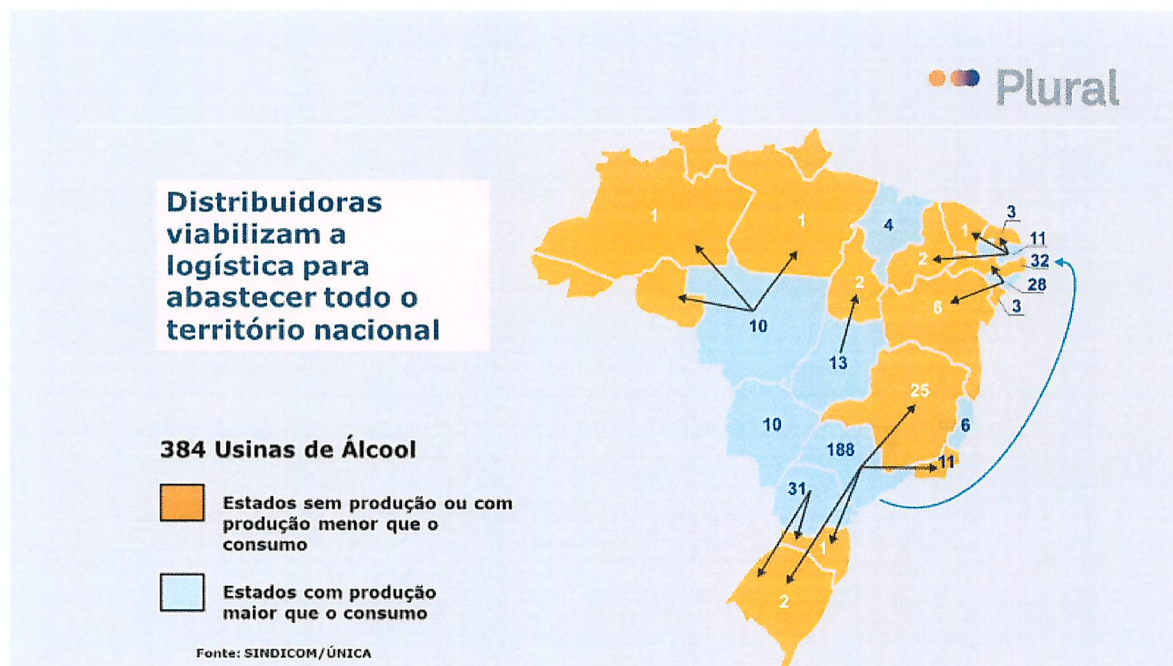 Plural
Distribuidoras
viabilizam a
logística para
abastecer todo o
território nacional
384 Usinas de Álcool
Estados sem produção ou com
produção menor que o
consumo
Estados com produção
maior que o consumo
Fonte: SINDICOM/ÚNICA
1
1
4
1
3
11
2
32
28
3
2
6
10
13
25
10
6
188
11
31
1
2